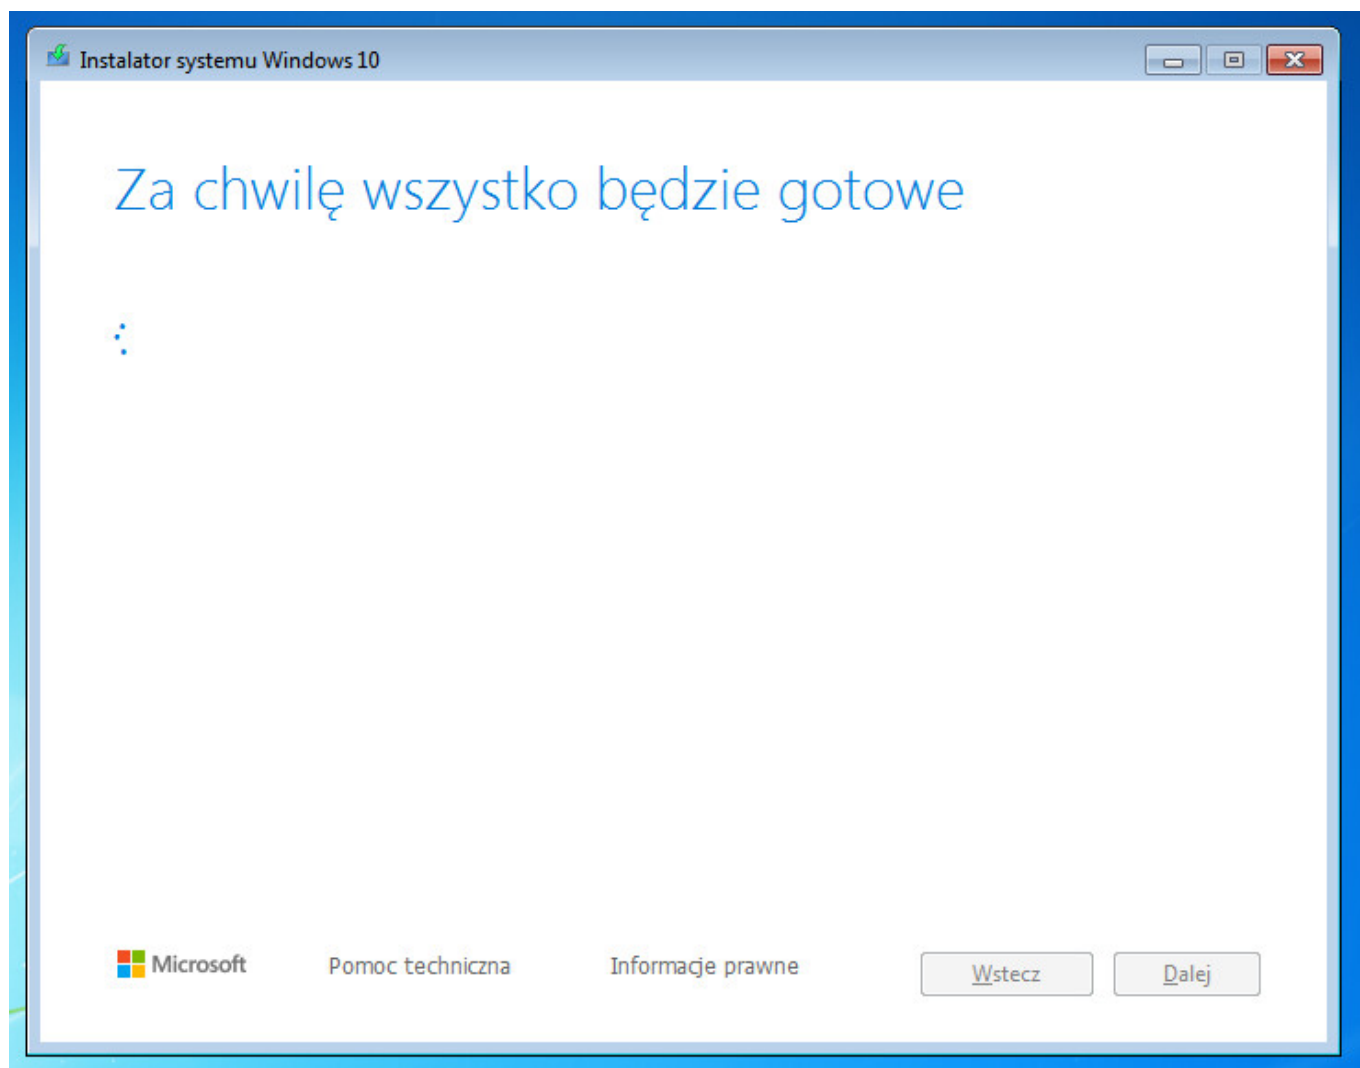 Instalator systemu Windows 10
Za chwilę wszystko będzie gotowe
Microsoft
Pomoc techniczna
Informacje prawne
Wstecz
Dalej